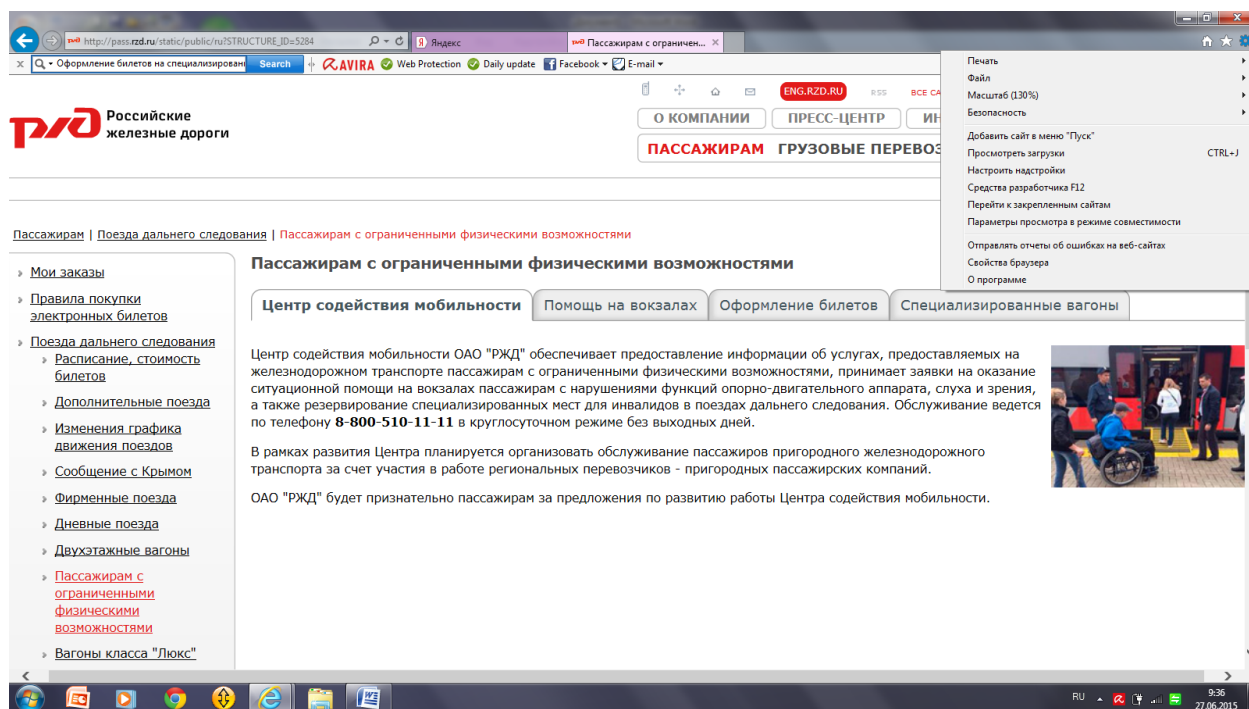 http://pass.rzd.ru/static/public/ru?STRUCTURE_ID=5284
Яндекс
Пассажирам с ограничен...
Оформление билетов на специализирован
Search
AVIRA
Web Protection
Daily update
Facebook
E-mail
Печать
Файл
Масштаб (130%)
Безопасность
Добавить сайт в меню "Пуск"
Просмотреть загрузки CTRL+J
Настроить надстройки
Средства разработчика F12
Перейти к закрепленным сайтам
Параметры просмотра в режиме совместимости
Отправлять отчеты об ошибках на веб-сайтах
Свойства браузера
О программе
ржд
Российские
железные дороги
ENG.RZD.RU
RSS
ВСЕ СА
О КОМПАНИИ
ПРЕСС-ЦЕНТР
ИН
ПАССАЖИРАМ
ГРУЗОВЫЕ ПЕРЕВОЗ
Пассажирам | Поезда дальнего следования | Пассажирам с ограниченными физическими возможностями
Мои заказы
Правила покупки
электронных билетов
Поезда дальнего следования
Расписание, стоимость
билетов
Дополнительные поезда
Изменения графика
движения поездов
Сообщение с Крымом
Фирменные поезда
Дневные поезда
Двухэтажные вагоны
Пассажирам с
ограниченными
физическими
возможностями
Вагоны класса "Люкс"
Пассажирам с ограниченными физическими возможностями
Центр содействия мобильности
Помощь на вокзалах
Оформление билетов
Специализированные вагоны
Центр содействия мобильности ОАО "РЖД" обеспечивает предоставление информации об услугах, предоставляемых на
железнодорожном транспорте пассажирам с ограниченными физическими возможностями, принимает заявки на оказание
ситуационной помощи на вокзалах пассажирам с нарушениями функций опорно-двигательного аппарата, слуха и зрения,
а также резервирование специализированных мест для инвалидов в поездах дальнего следования. Обслуживание ведется
по телефону 8-800-510-11-11 в круглосуточном режиме без выходных дней.
В рамках развития Центра планируется организовать обслуживание пассажиров пригородного железнодорожного
транспорта за счет участия в работе региональных перевозчиков - пригородных пассажирских компаний.
ОАО "РЖД" будет признательно пассажирам за предложения по развитию работы Центра содействия мобильности.
RU
9:36
27.06.2015